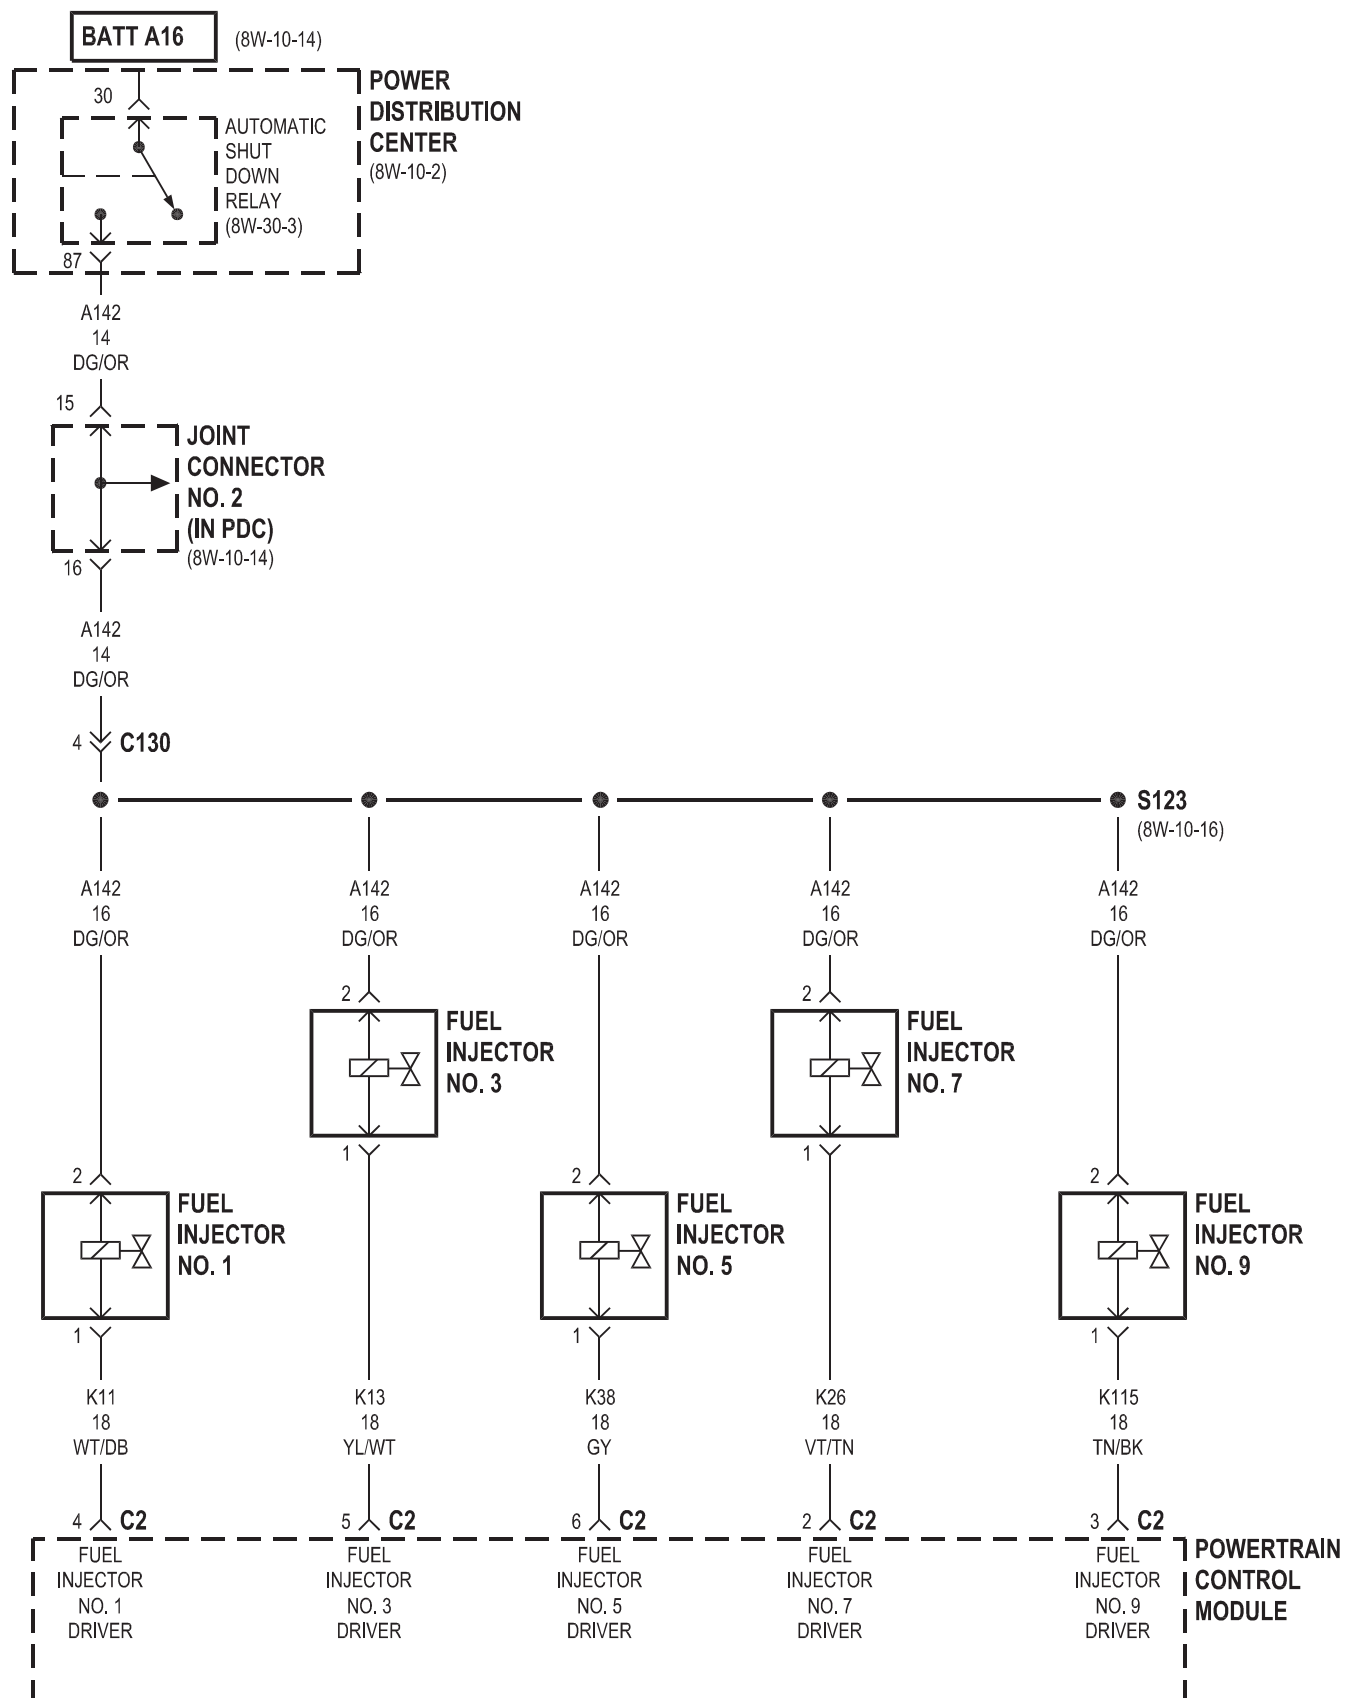 BATT A16
(8W-10-14)
POWER
DISTRIBUTION
CENTER
(8W-10-2)
30
AUTOMATIC
SHUT
DOWN
RELAY
(8W-30-3)
87
A142
14
DG/OR
15
JOINT
CONNECTOR
NO. 2
(IN PDC)
(8W-10-14)
16
A142
14
DG/OR
4 C130
S123
(8W-10-16)
A142 A142 A142 A142 A142
16 16 16 16 16
DG/OR DG/OR DG/OR DG/OR DG/OR
2 2
FUEL
INJECTOR
NO. 3
FUEL
INJECTOR
NO. 7
1 1
2 2 2
FUEL
INJECTOR
NO. 1
FUEL
INJECTOR
NO. 5
FUEL
INJECTOR
NO. 9
1 1 1
K11 K13 K38 K26 K115
18 18 18 18 18
WT/DB YL/WT GY VT/TN TN/BK
4 C2 5 C2 6 C2 2 C2 3 C2
FUEL
INJECTOR
NO. 1
DRIVER
FUEL
INJECTOR
NO. 3
DRIVER
FUEL
INJECTOR
NO. 5
DRIVER
FUEL
INJECTOR
NO. 7
DRIVER
FUEL
INJECTOR
NO. 9
DRIVER
POWERTRAIN
CONTROL
MODULE